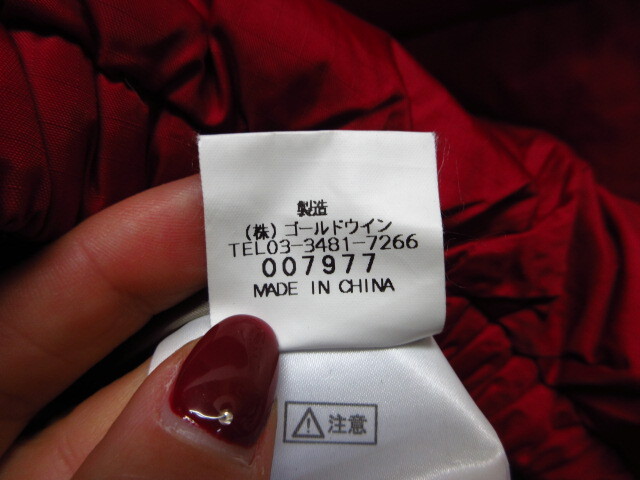 製造
(株)ゴールドウイン
TEL03-3481-7266
007977
MADE IN CHINA
注意